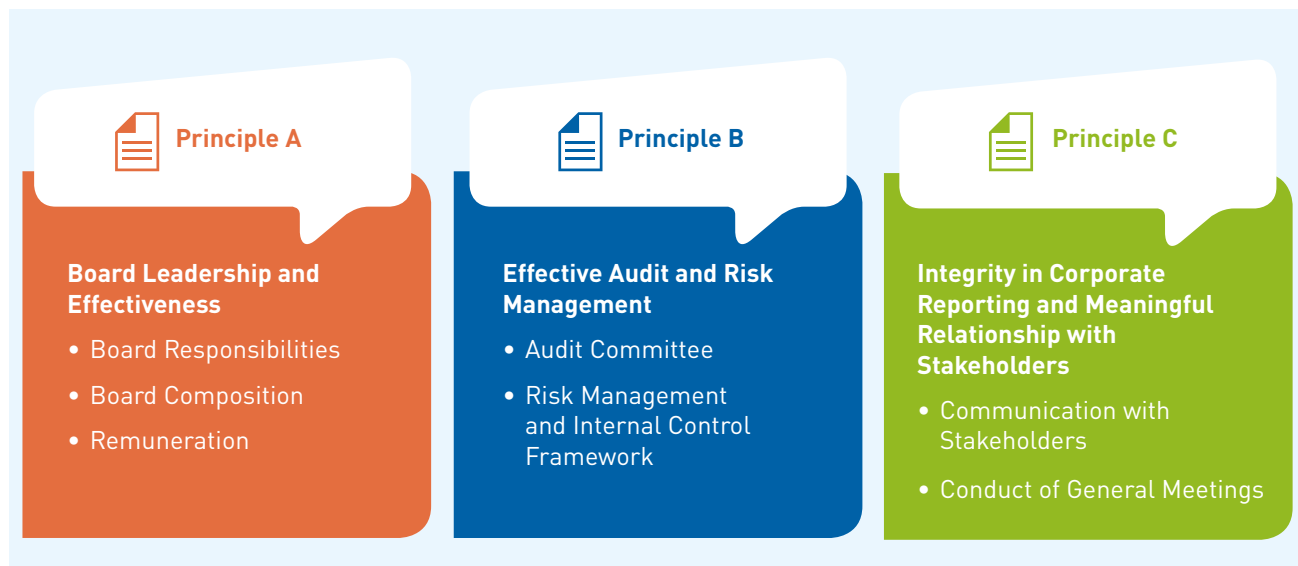 Principle A
Board Leadership and
Effectiveness
• Board Responsibilities
• Board Composition
• Remuneration
Principle B
Effective Audit and Risk
Management
• Audit Committee
• Risk Management
and Internal Control
Framework
Principle C
Integrity in Corporate
Reporting and Meaningful
Relationship with
Stakeholders
• Communication with
Stakeholders
• Conduct of General Meetings